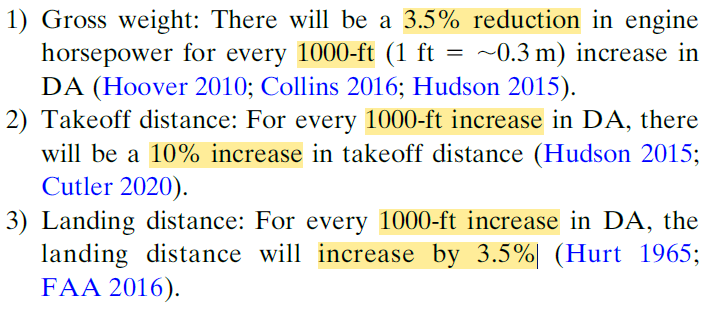 1) Gross weight: There will be a 3.5% reduction in engine
horsepower for every 1000-ft (1 ft = ~0.3 m) increase in
DA (Hoover 2010; Collins 2016; Hudson 2015).
2) Takeoff distance: For every 1000-ft increase in DA, there
will be a 10% increase in takeoff distance (Hudson 2015;
Cutler 2020).
3) Landing distance: For every 1000-ft increase in DA, the
landing distance will increase by 3.5% (Hurt 1965;
FAA 2016).